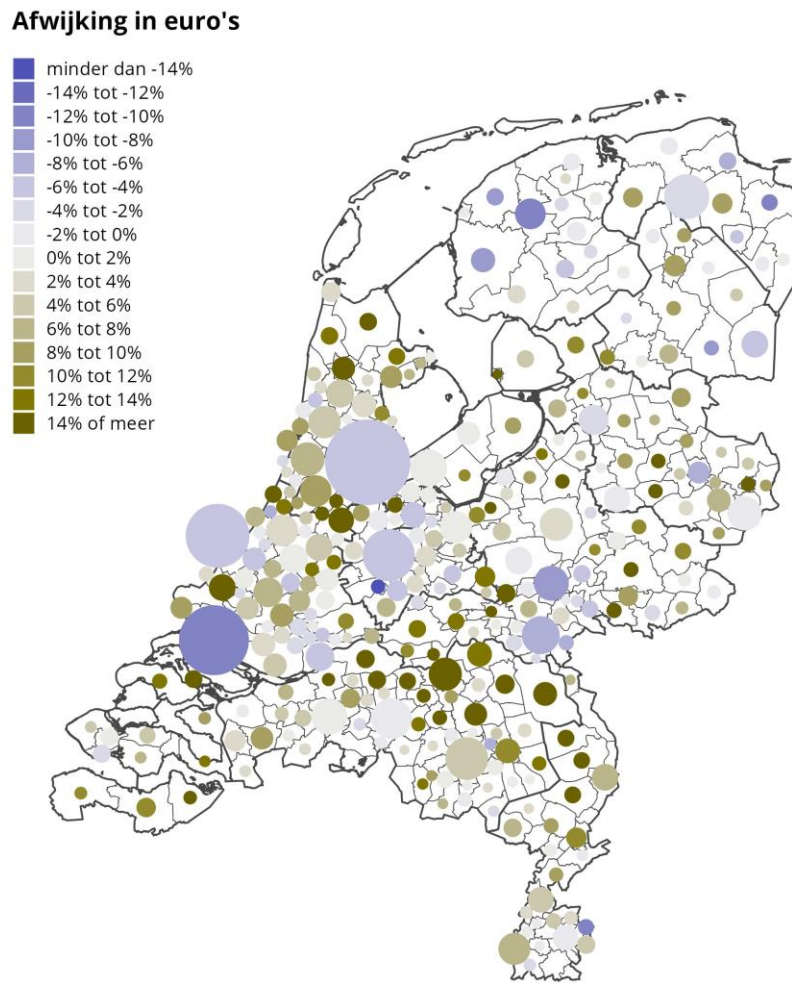 Afwijking in euro's
minder dan -14%
-14% tot -12%
-12% tot -10%
-10% tot -8%
-8% tot -6%
-6% tot -4%
-4% tot -2%
-2% tot 0%
0% tot 2%
2% tot 4%
4% tot 6%
6% tot 8%
8% tot 10%
10% tot 12%
12% tot 14%
14% of meer